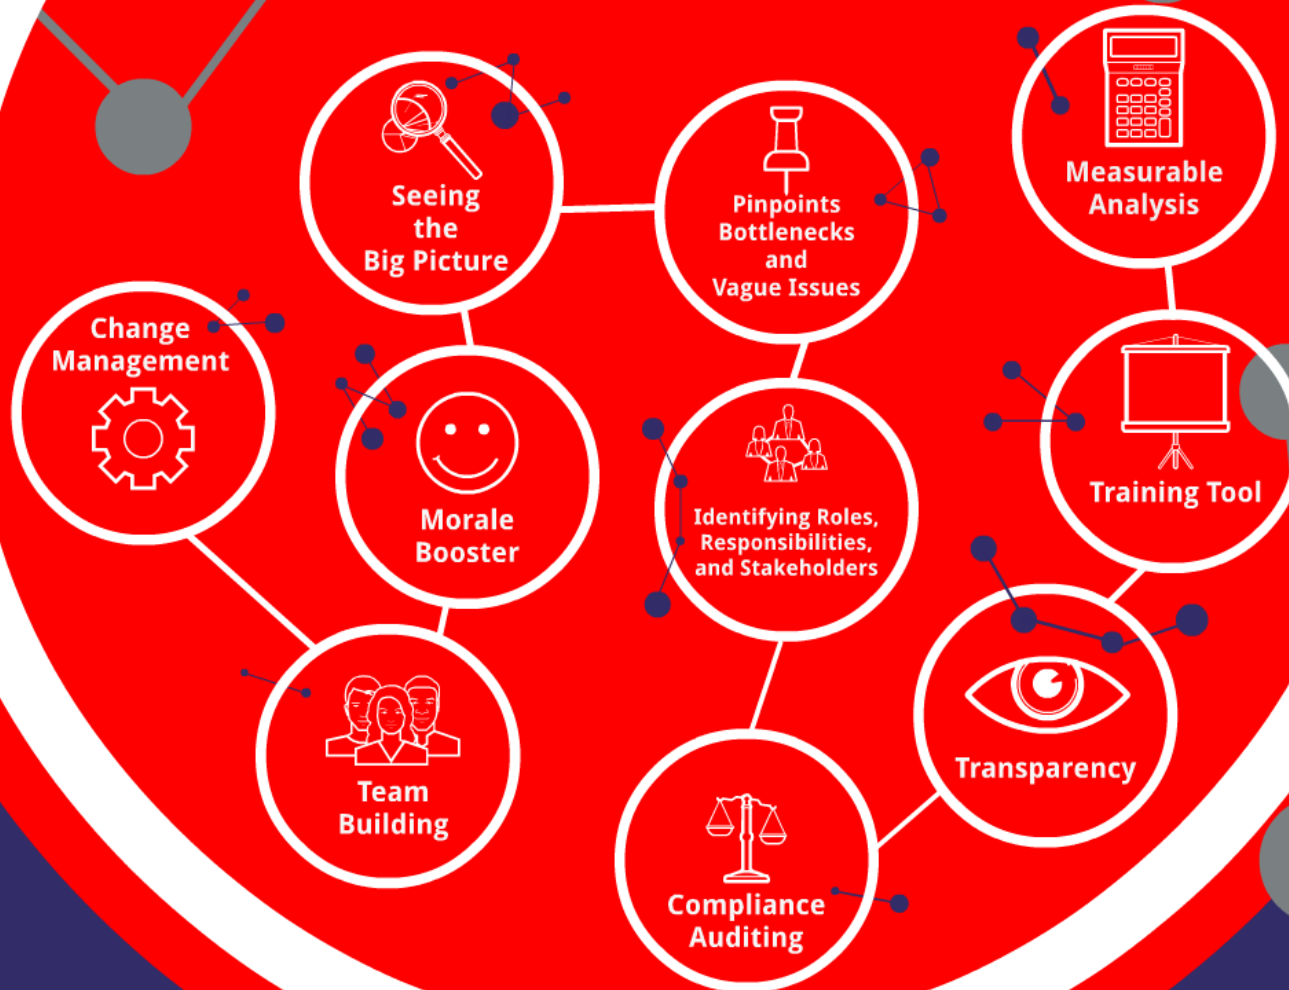 Measurable
Analysis
Seeing
the
Big Picture
Pinpoints
Bottlenecks
and
Vague Issues
Change
Management
Training Tool
Morale
Booster
Identifying Roles,
Responsibilities,
and Stakeholders
Transparency
Team
Building
Compliance
Auditing